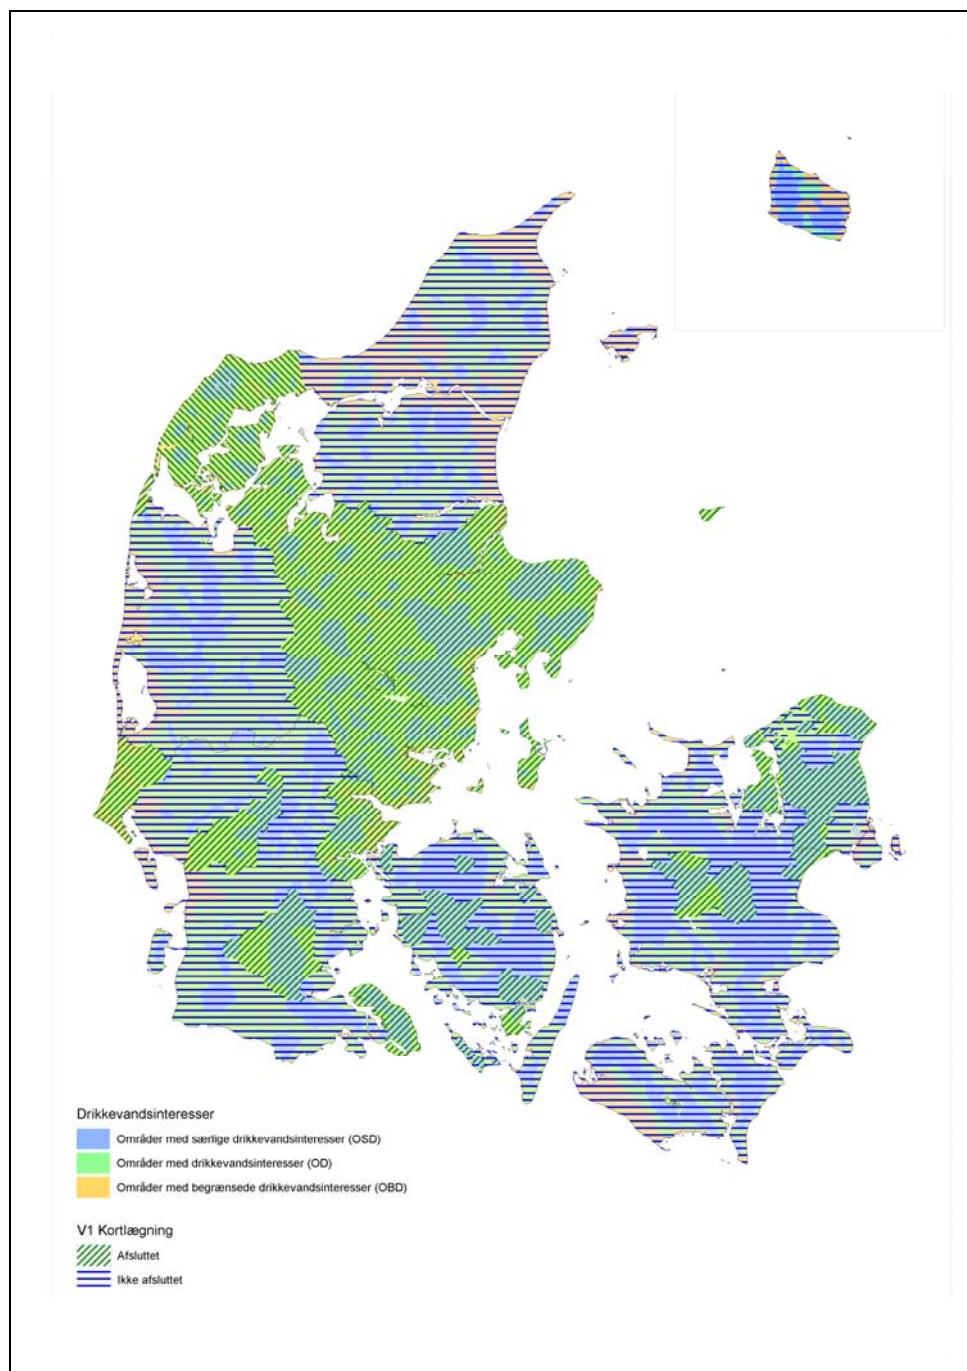 Drikkevandsinteresser
Områder med særlige drikkevandsinteresser (OSD)
Områder med drikkevandsinteresser (OD)
Områder med begrænsede drikkevandsinteresser (OBD)
V1 Kortlægning
Afsluttet
Ikke afsluttet